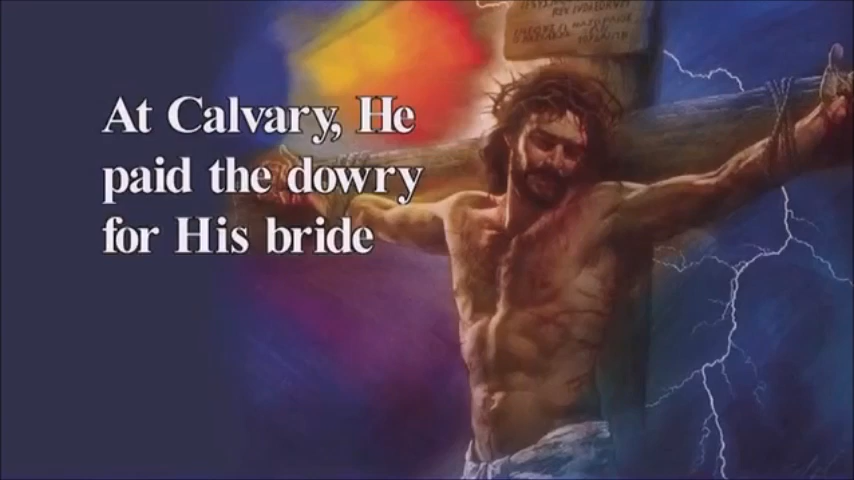 At Calvary, He
paid the dowry
for His bride